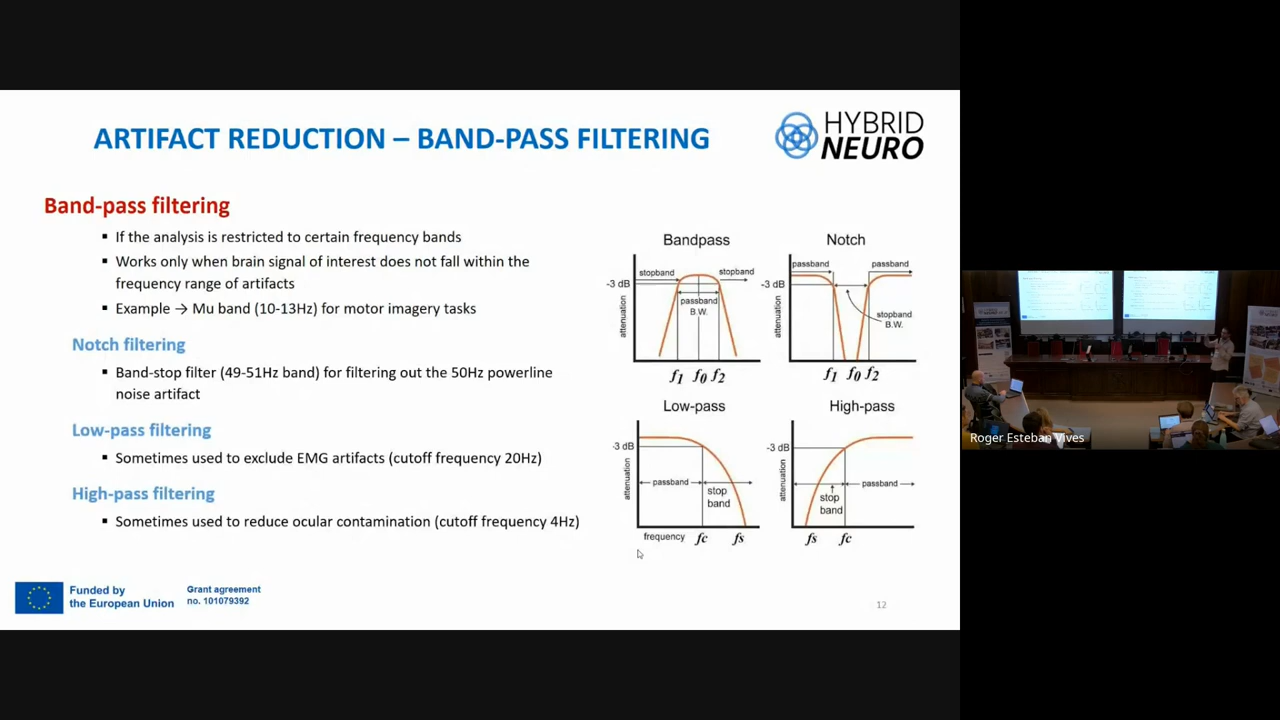 ARTIFACT REDUCTION – BAND-PASS FILTERING
HYBRID
NEURO
Band-pass filtering
▪ If the analysis is restricted to certain frequency bands
▪ Works only when brain signal of interest does not fall within the
frequency range of artifacts
▪ Example → Mu band (10-13Hz) for motor imagery tasks
Notch filtering
▪ Band-stop filter (49-51Hz band) for filtering out the 50Hz powerline
noise artifact
Low-pass filtering
▪ Sometimes used to exclude EMG artifacts (cutoff frequency 20Hz)
High-pass filtering
▪ Sometimes used to reduce ocular contamination (cutoff frequency 4Hz)
Bandpass
stopband
stopband
-3 dB
passband
B.W.
attenuation
f1 f0 f2
Notch
passband
passband
-3 dB
stopband
B.W.
attenuation
f1 f0 f2
Low-pass
-3 dB
passband
stop
band
attenuation
frequency fc fs
High-pass
-3 dB
passband
stop
band
attenuation
fs fc
Funded by
the European Union
Grant agreement
no. 101079392
12
Roger Esteban Vives